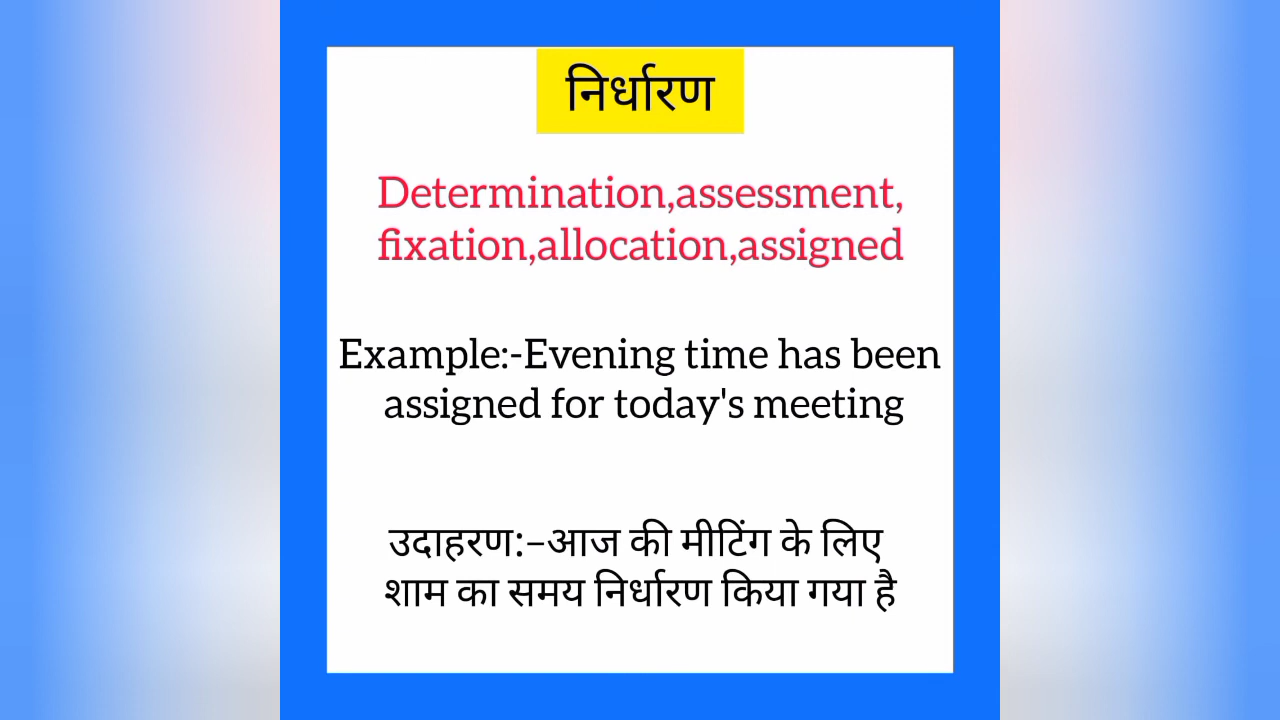 निर्धारण
Determination,assessment,
fixation,allocation,assigned
Example:-Evening time has been
assigned for today's meeting
उदाहरण:–आज की मीटिंग के लिए
शाम का समय निर्धारण किया गया है